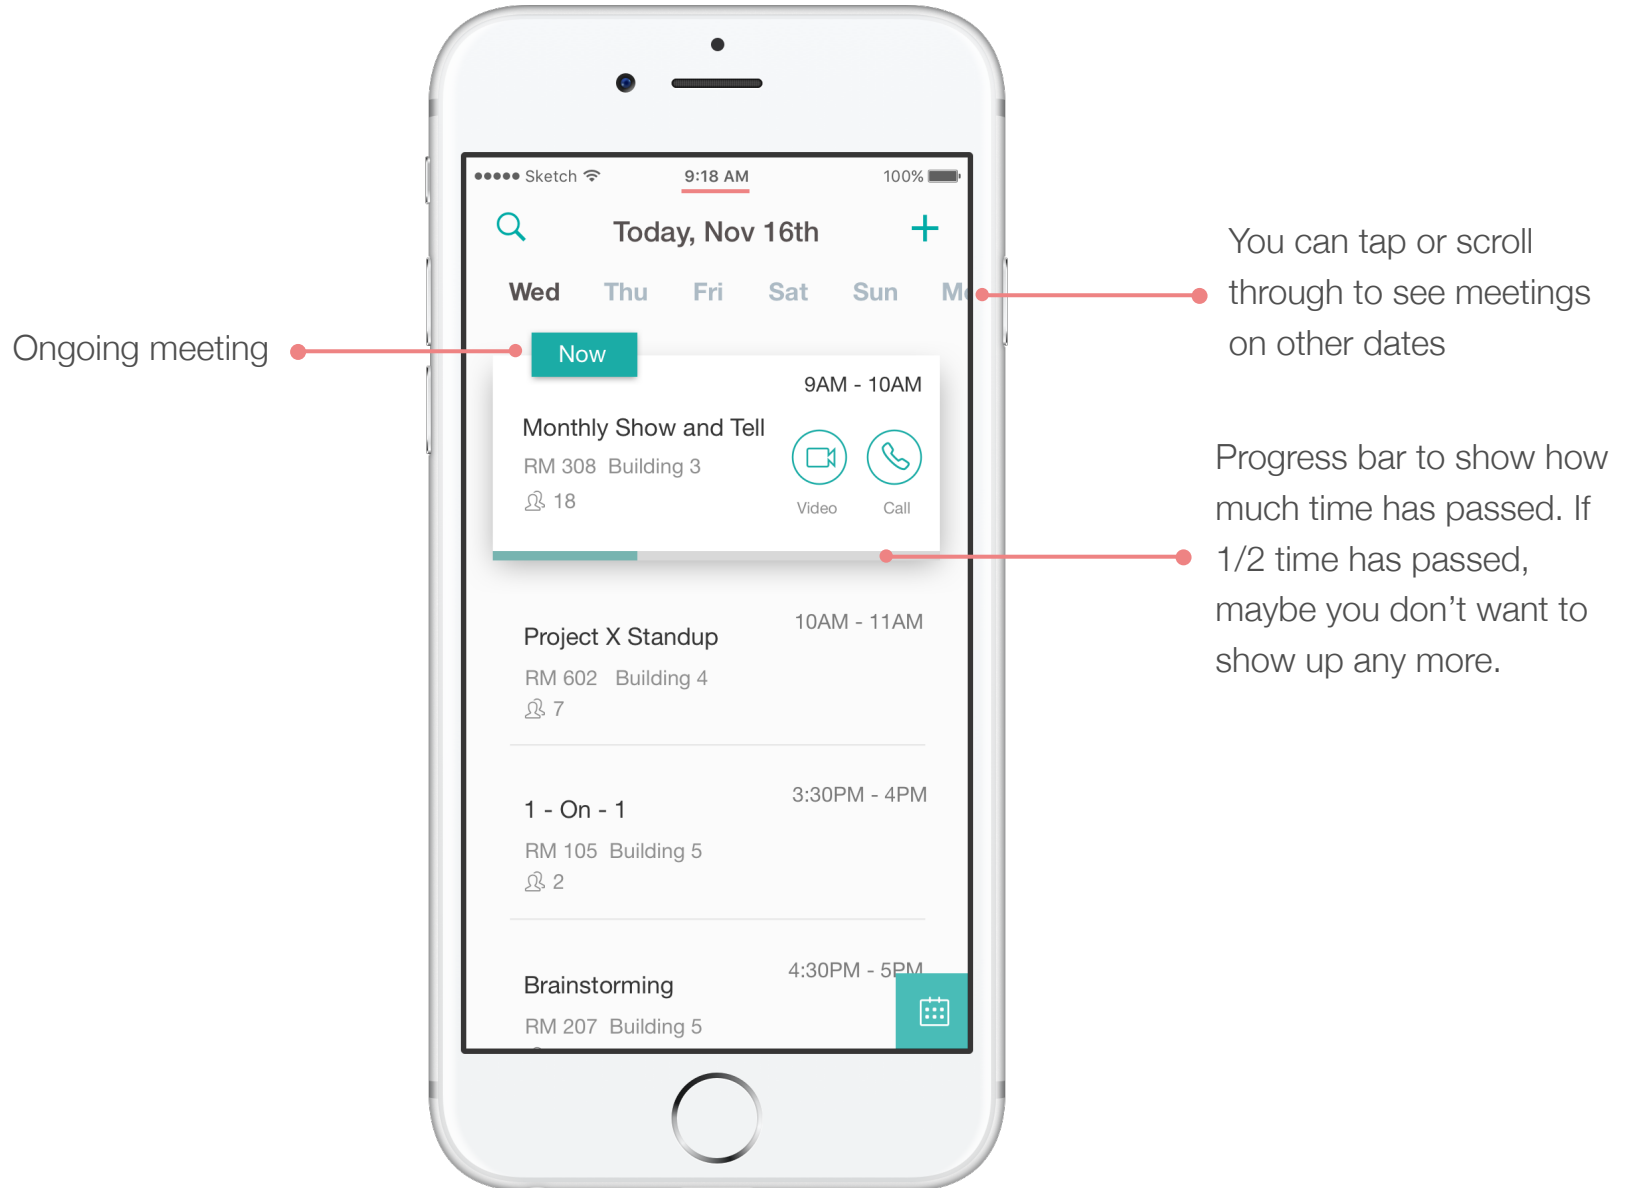 Sketch 9:18 AM 100%
Today, Nov 16th
Wed Thu Fri Sat Sun
Now
9AM - 10AM
Monthly Show and Tell
RM 308 Building 3
18
Video Call
10AM - 11AM
Project X Standup
RM 602 Building 4
7
3:30PM - 4PM
1 - On - 1
RM 105 Building 5
2
4:30PM - 5PM
Brainstorming
RM 207 Building 5
Ongoing meeting
You can tap or scroll
through to see meetings
on other dates
Progress bar to show how
much time has passed. If
1/2 time has passed,
maybe you don’t want to
show up any more.